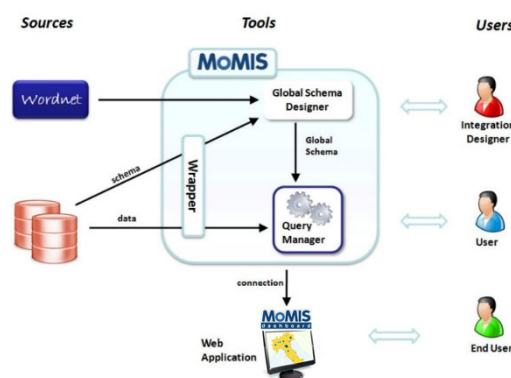 Sources
Tools
Users
MOMIS
Wordnet
Global Schema
Designer
Integration
Designer
schema
Global
Schema
Wrapper
data
Query
Manager
User
connection
MOMIS
dashboard
Web
Application
End User